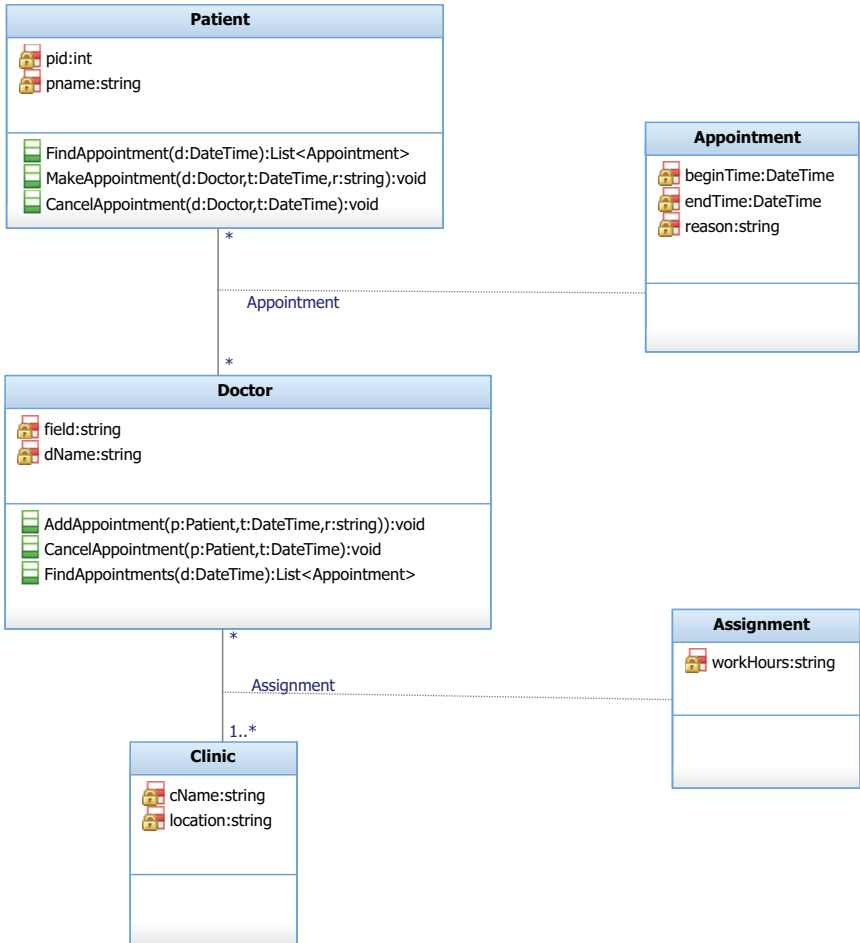 Patient
pid:int
pname:string
FindAppointment(d:DateTime):List<Appointment>
MakeAppointment(d:Doctor,t:DateTime,r:string):void
CancelAppointment(d:Doctor,t:DateTime):void
Appointment
beginTime:DateTime
endTime:DateTime
reason:string
*
Appointment
*
Doctor
field:string
dName:string
AddAppointment(p:Patient,t:DateTime,r:string)):void
CancelAppointment(p:Patient,t:DateTime):void
FindAppointments(d:DateTime):List<Appointment>
*
Assignment
1..*
Assignment
workHours:string
Clinic
cName:string
location:string